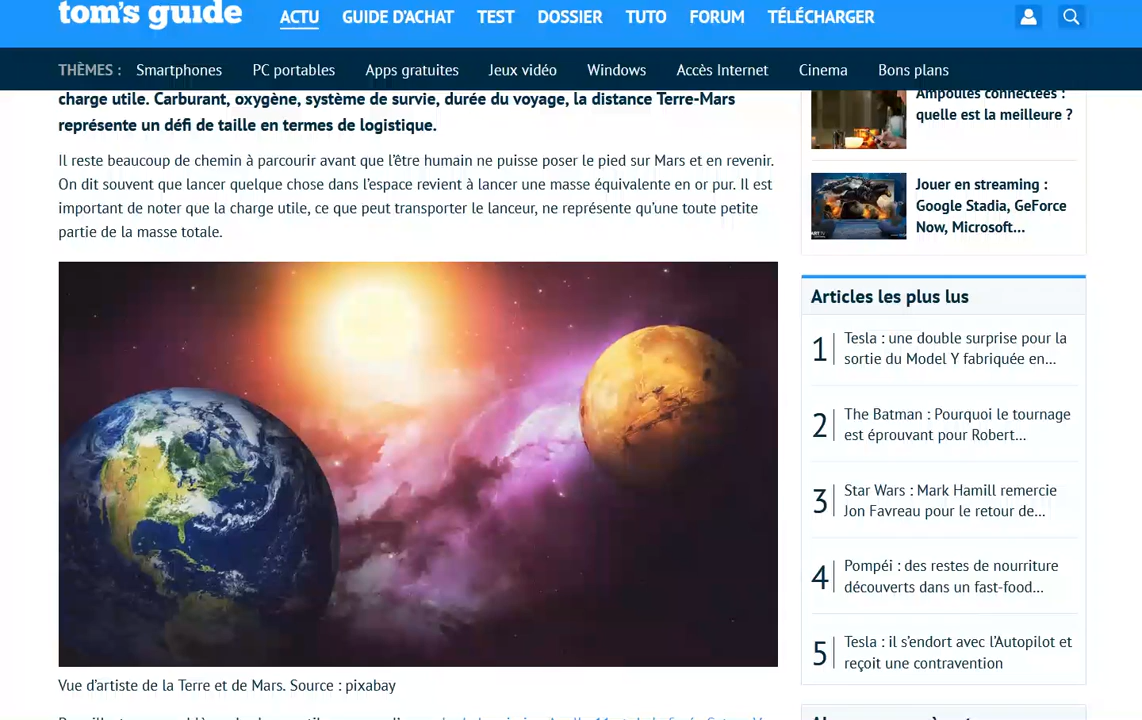 tom's guide
ACTU GUIDE D'ACHAT TEST DOSSIER TUTO FORUM TÉLÉCHARGER
THÈMES : Smartphones PC portables Apps gratuites Jeux vidéo Windows Accès Internet Cinema Bons plans
charge utile. Carburant, oxygène, système de survie, durée du voyage, la distance Terre-Mars
représente un défi de taille en termes de logistique.
Il reste beaucoup de chemin à parcourir avant que l'être humain ne puisse poser le pied sur Mars et en revenir.
On dit souvent que lancer quelque chose dans l'espace revient à lancer une masse équivalente en or pur. Il est
important de noter que la charge utile, ce que peut transporter le lanceur, ne représente qu'une toute petite
partie de la masse totale.
Vue d'artiste de la Terre et de Mars. Source : pixabay
Ampoules connectées :
quelle est la meilleure ?
Jouer en streaming :
Google Stadia, GeForce
Now, Microsoft...
Articles les plus lus
1 Tesla : une double surprise pour la
sortie du Model Y fabriquée en...
2 The Batman : Pourquoi le tournage
est éprouvant pour Robert...
3 Star Wars : Mark Hamill remercie
Jon Favreau pour le retour de...
4 Pompéi : des restes de nourriture
découverts dans un fast-food...
5 Tesla : il s'endort avec l'Autopilot et
reçoit une contravention